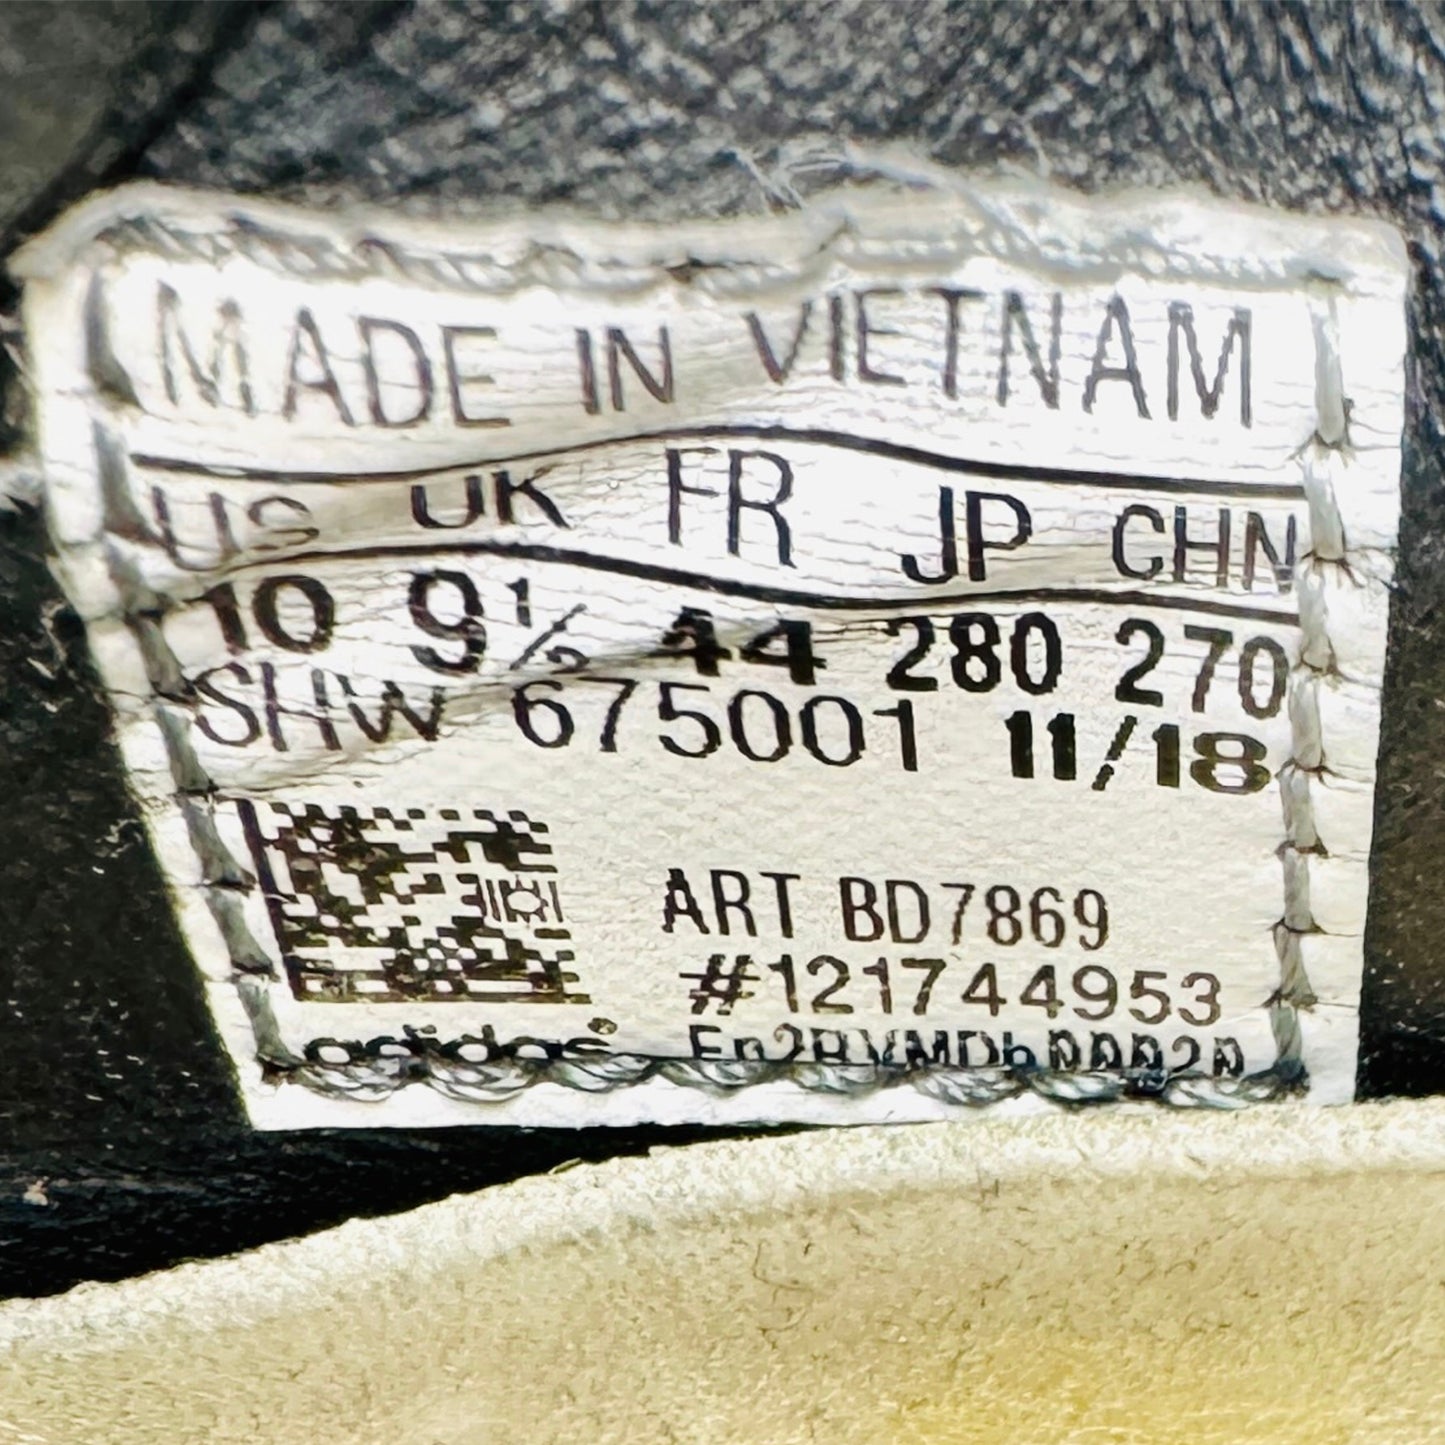 MADE IN VIETNAM
US UK FR JP CHN
10 9½ 44 280 270
SHW 675001 11/18
ART BD7869
#121744953
adidas